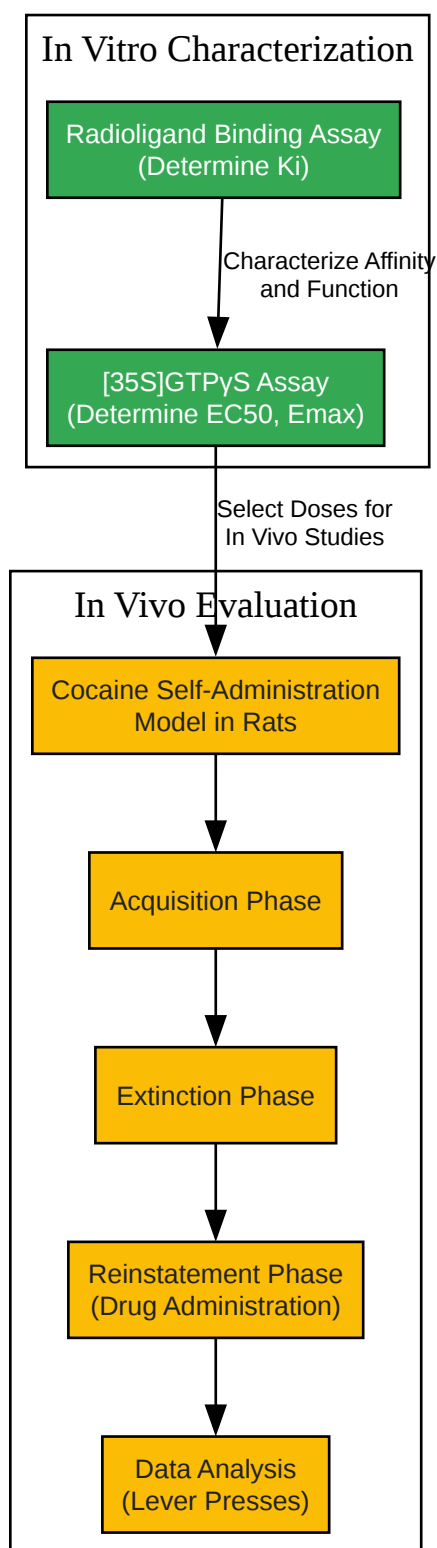 In Vitro Characterization
Radioligand Binding Assay
(Determine Ki)
Characterize Affinity
and Function
[35S]GTPγS Assay
(Determine EC50, Emax)
Select Doses for
In Vivo Studies
In Vivo Evaluation
Cocaine Self-Administration
Model in Rats
Acquisition Phase
Extinction Phase
Reinstatement Phase
(Drug Administration)
Data Analysis
(Lever Presses)